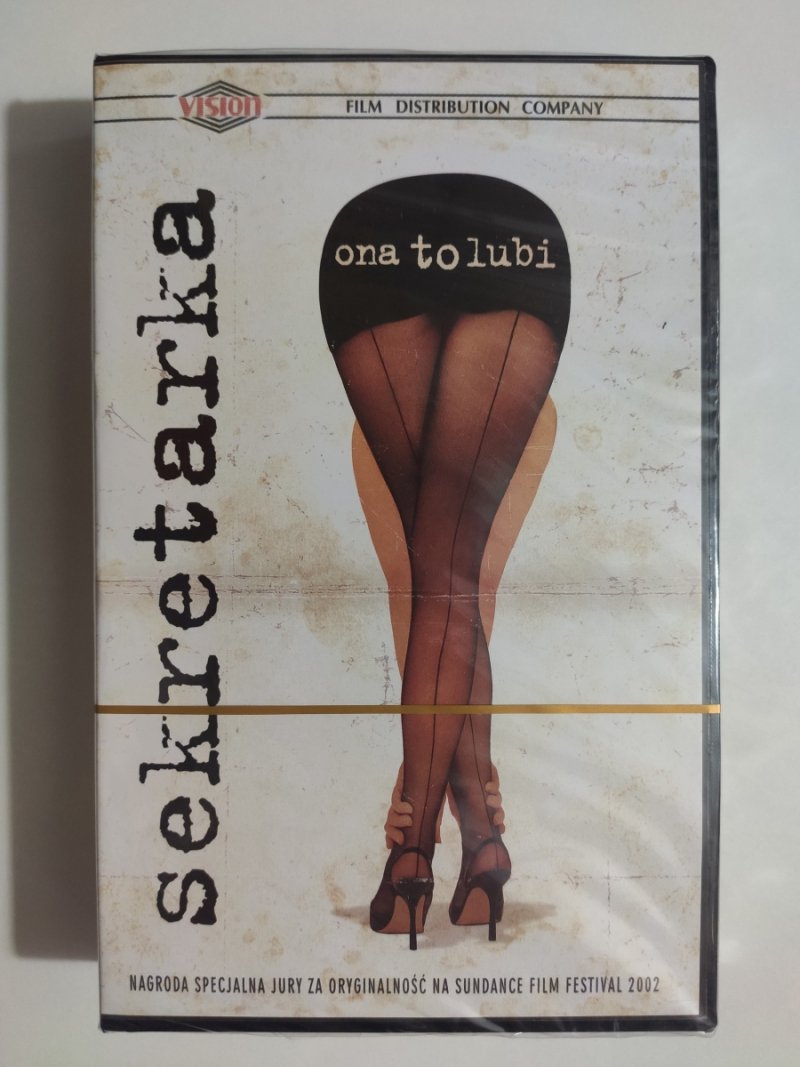 VISION
FILM DISTRIBUTION COMPANY
ona to lubi
sekretarka
NAGRODA SPECJALNA JURY ZA ORYGINALNOŚĆ NA SUNDANCE FILM FESTIVAL 2002